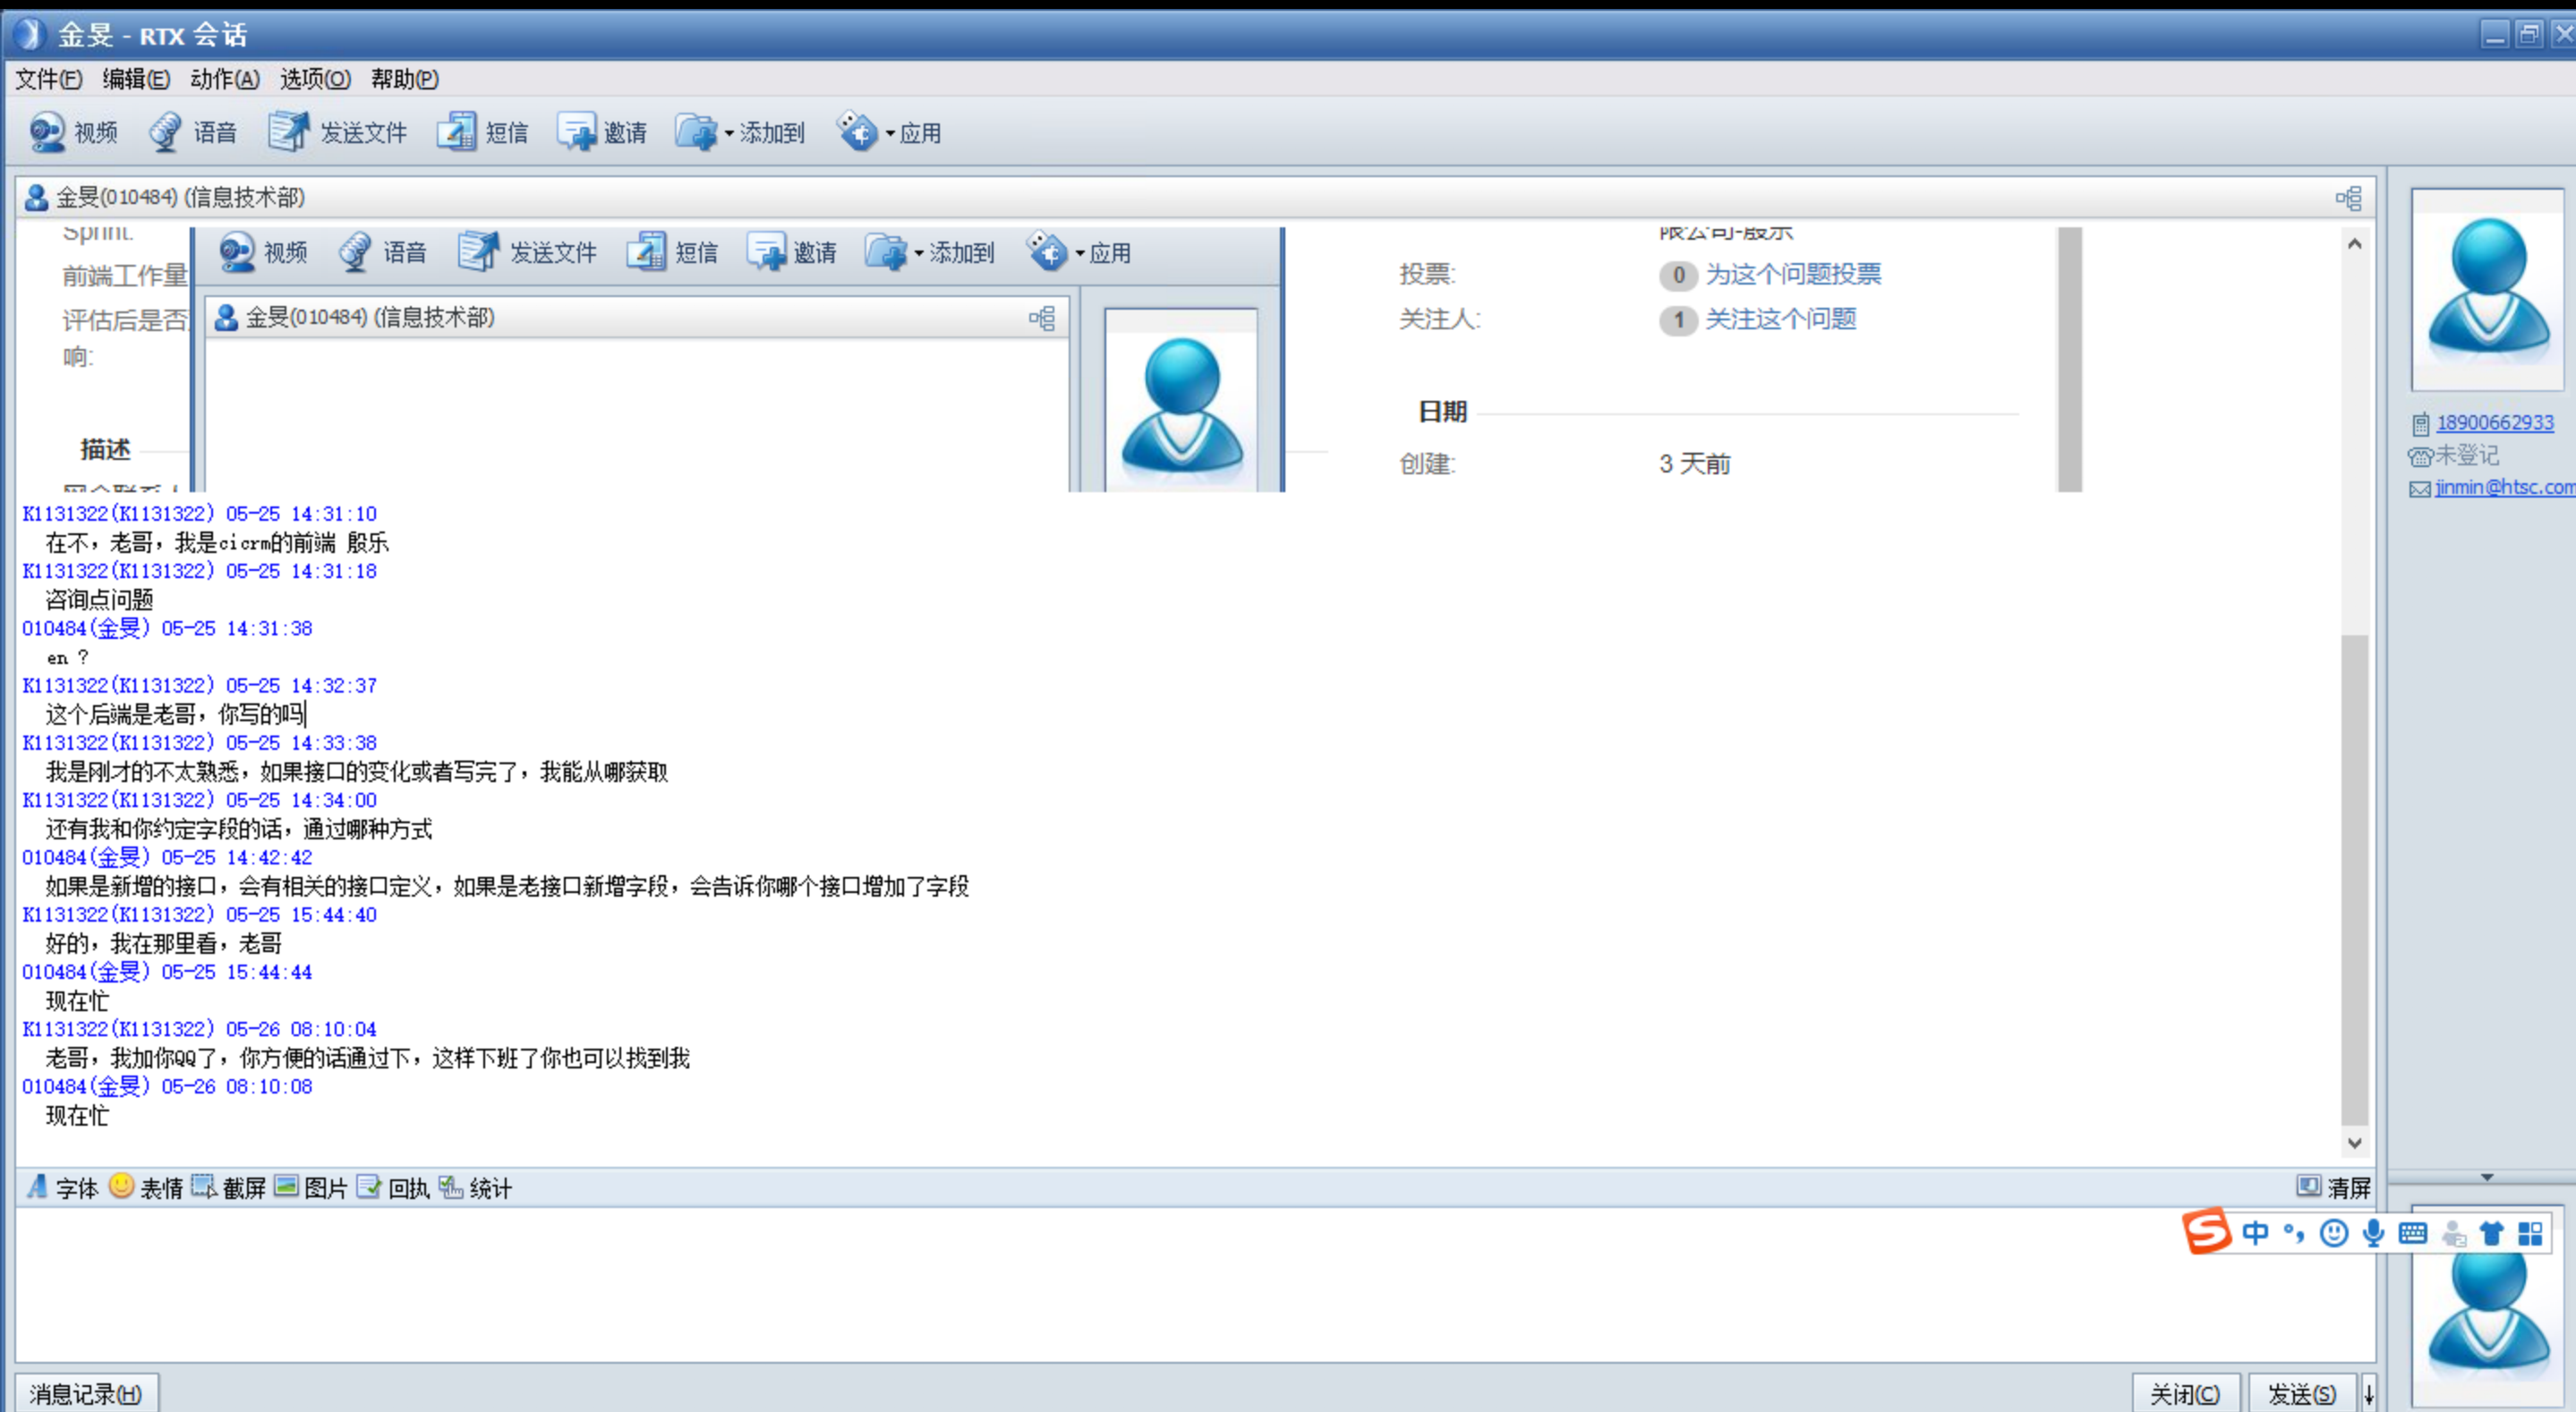 金旻 - RTX 会话
文件(F) 编辑(E) 动作(A) 选项(O) 帮助(P)
视频 语音 发送文件 短信 邀请 添加到 应用
金旻(010484) (信息技术部)
Sprint:
前端工作量
评估后是否
响:
描述
视频 语音 发送文件 短信 邀请 添加到 应用
金旻(010484) (信息技术部)
限公司-殷乐
投票: 0 为这个问题投票
关注人: 1 关注这个问题
日期
创建: 3 天前
18900662933
未登记
jinmin@htsc.com
K1131322(K1131322) 05-25 14:31:10
在不，老哥，我是cicrm的前端 殷乐
K1131322(K1131322) 05-25 14:31:18
咨询点问题
010484(金旻) 05-25 14:31:38
en ?
K1131322(K1131322) 05-25 14:32:37
这个后端是老哥，你写的吗
K1131322(K1131322) 05-25 14:33:38
我是刚才的不太熟悉，如果接口的变化或者写完了，我能从哪获取
K1131322(K1131322) 05-25 14:34:00
还有我和你约定字段的话，通过哪种方式
010484(金旻) 05-25 14:42:42
如果是新增的接口，会有相关的接口定义，如果是老接口新增字段，会告诉你哪个接口增加了字段
K1131322(K1131322) 05-25 15:44:40
好的，我在那里看，老哥
010484(金旻) 05-25 15:44:44
现在忙
K1131322(K1131322) 05-26 08:10:04
老哥，我加你QQ了，你方便的话通过下，这样下班了你也可以找到我
010484(金旻) 05-26 08:10:08
现在忙
字体 表情 截屏 图片 回执 统计 清屏
中
消息记录(H) 关闭(C) 发送(S)